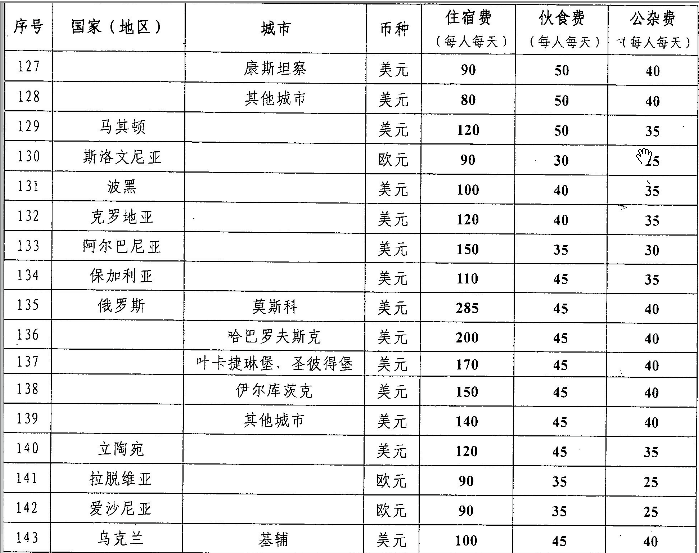 序号 国家（地区） 城市 币种 住宿费（每人每天） 伙食费（每人每天） 公杂费（每人每天）
127 康斯坦察 美元 90 50 40
128 其他城市 美元 80 50 40
129 马其顿 美元 120 50 35
130 斯洛文尼亚 欧元 90 30 25
131 波黑 美元 100 40 35
132 克罗地亚 美元 120 40 35
133 阿尔巴尼亚 美元 150 35 30
134 保加利亚 美元 110 45 35
135 俄罗斯 莫斯科 美元 285 45 40
136 哈巴罗夫斯克 美元 200 45 40
137 叶卡捷琳堡、圣彼得堡 美元 170 45 40
138 伊尔库茨克 美元 150 45 40
139 其他城市 美元 140 45 40
140 立陶宛 美元 120 45 35
141 拉脱维亚 欧元 90 35 25
142 爱沙尼亚 欧元 90 35 25
143 乌克兰 基辅 美元 100 45 40